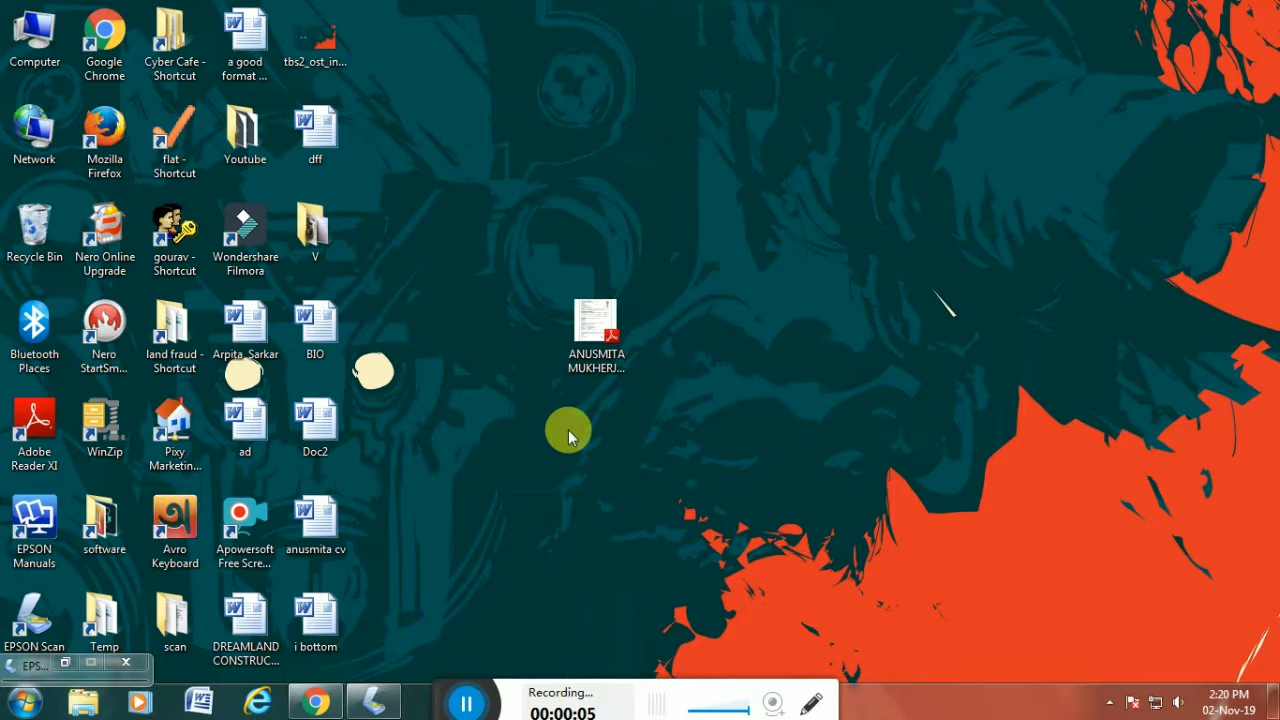 Computer
Google
Chrome
Cyber Cafe -
Shortcut
a good
format ...
tbs2_ost_in...
Network
Mozilla
Firefox
flat -
Shortcut
Youtube
dff
Recycle Bin
Nero Online
Upgrade
gourav -
Shortcut
Wondershare
Filmora
V
Bluetooth
Places
Nero
StartSm...
land fraud -
Shortcut
Arpita_Sarkar
BIO
ANUSMITA
MUKHERJ...
Adobe
Reader XI
WinZip
Pixy
Marketin...
ad
Doc2
EPSON
Manuals
software
Avro
Keyboard
Apowersoft
Free Scre...
anusmita cv
EPSON Scan
Temp
scan
DREAMLAND
CONSTRUC...
i bottom
EPS...
Recording...
00:00:05
2:20 PM
02-Nov-19